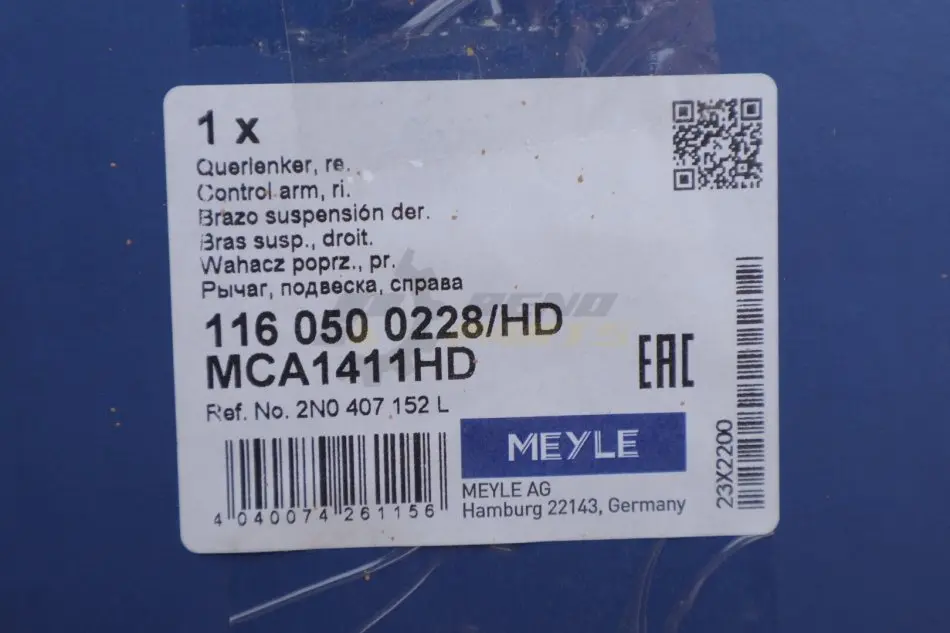 1 x
Querlenker, re.
Control arm, ri.
Brazo suspensión der.
Bras susp., droit.
Wahacz poprz., pr.
Рычаг, подвеска, справа
116 050 0228/HD
MCA1411HD
EAC
Ref. No. 2N0 407 152 L
MEYLE
MEYLE AG
Hamburg 22143, Germany
4 040074 261156
23X2200